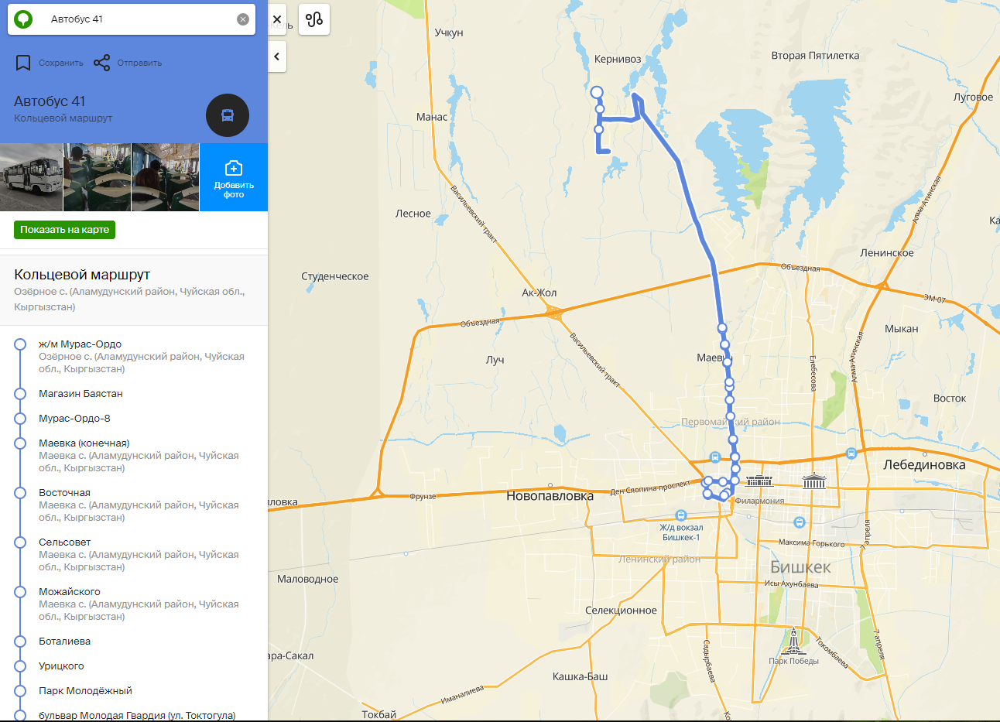 Автобус 41
Сохранить
Отправить
Автобус 41
Кольцевой маршрут
Добавить
фото
Показать на карте
Кольцевой маршрут
Озёрное с. (Аламудунский район, Чуйская обл.,
Кыргызстан)
ж/м Мурас-Ордо
Озёрное с. (Аламудунский район, Чуйская
обл., Кыргызстан)
Магазин Баястан
Мурас-Ордо-8
Маевка (конечная)
Маевка с. (Аламудунский район, Чуйская
обл., Кыргызстан)
Восточная
Маевка с. (Аламудунский район, Чуйская
обл., Кыргызстан)
Сельсовет
Маевка с. (Аламудунский район, Чуйская
обл., Кыргызстан)
Можайского
Маевка с. (Аламудунский район, Чуйская
обл., Кыргызстан)
Боталиева
Урицкого
Парк Молодёжный
бульвар Молодая Гвардия (ул. Токтогула)
Учкун
Кернивоз
Вторая Пятилетка
Луговое
Манас
Васильевский тракт
Лесное
Алма-Атинская
Ка
Ленинское
Объездная
Студенческое
Ак-Жол
ЭМ-07
Объездная
Мыкан
Васильевский тракт
Луч
Маев
Елебесова
Алма-Атинская
Восток
Первомайский район
Лебединовка
ловка
Фрунзе
Новопавловка
Ден Сяопина проспект
Филармония
Ж/д вокзал
Бишкек-1
Максима Горького
7 апреля
Ленинский район
Бишкек
Маловодное
Исы Ахунбаева
Селекционное
7 апреля
Токомбаева
Садырбаева
Парк Победы
ара-Сакал
Кашка-Баш
Иманалиева
Токбай